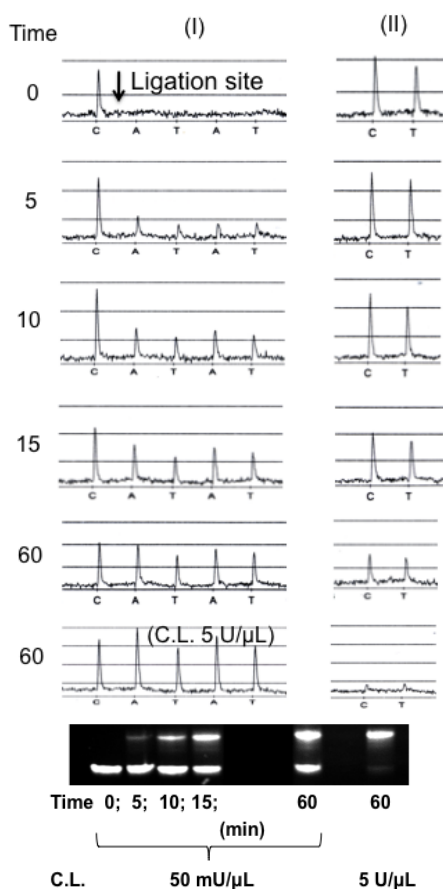 Time (I) (II)
0 Ligation site
C A T A T C T
5
C A T A T C T
10
C A T A T C T
15
C A T A T C T
60
C A T A T C T
(C.L. 5 U/μL)
60
C A T A T C T
Time 0; 5; 10; 15; 60 60
(min)
C.L. 50 mU/μL 5 U/μL